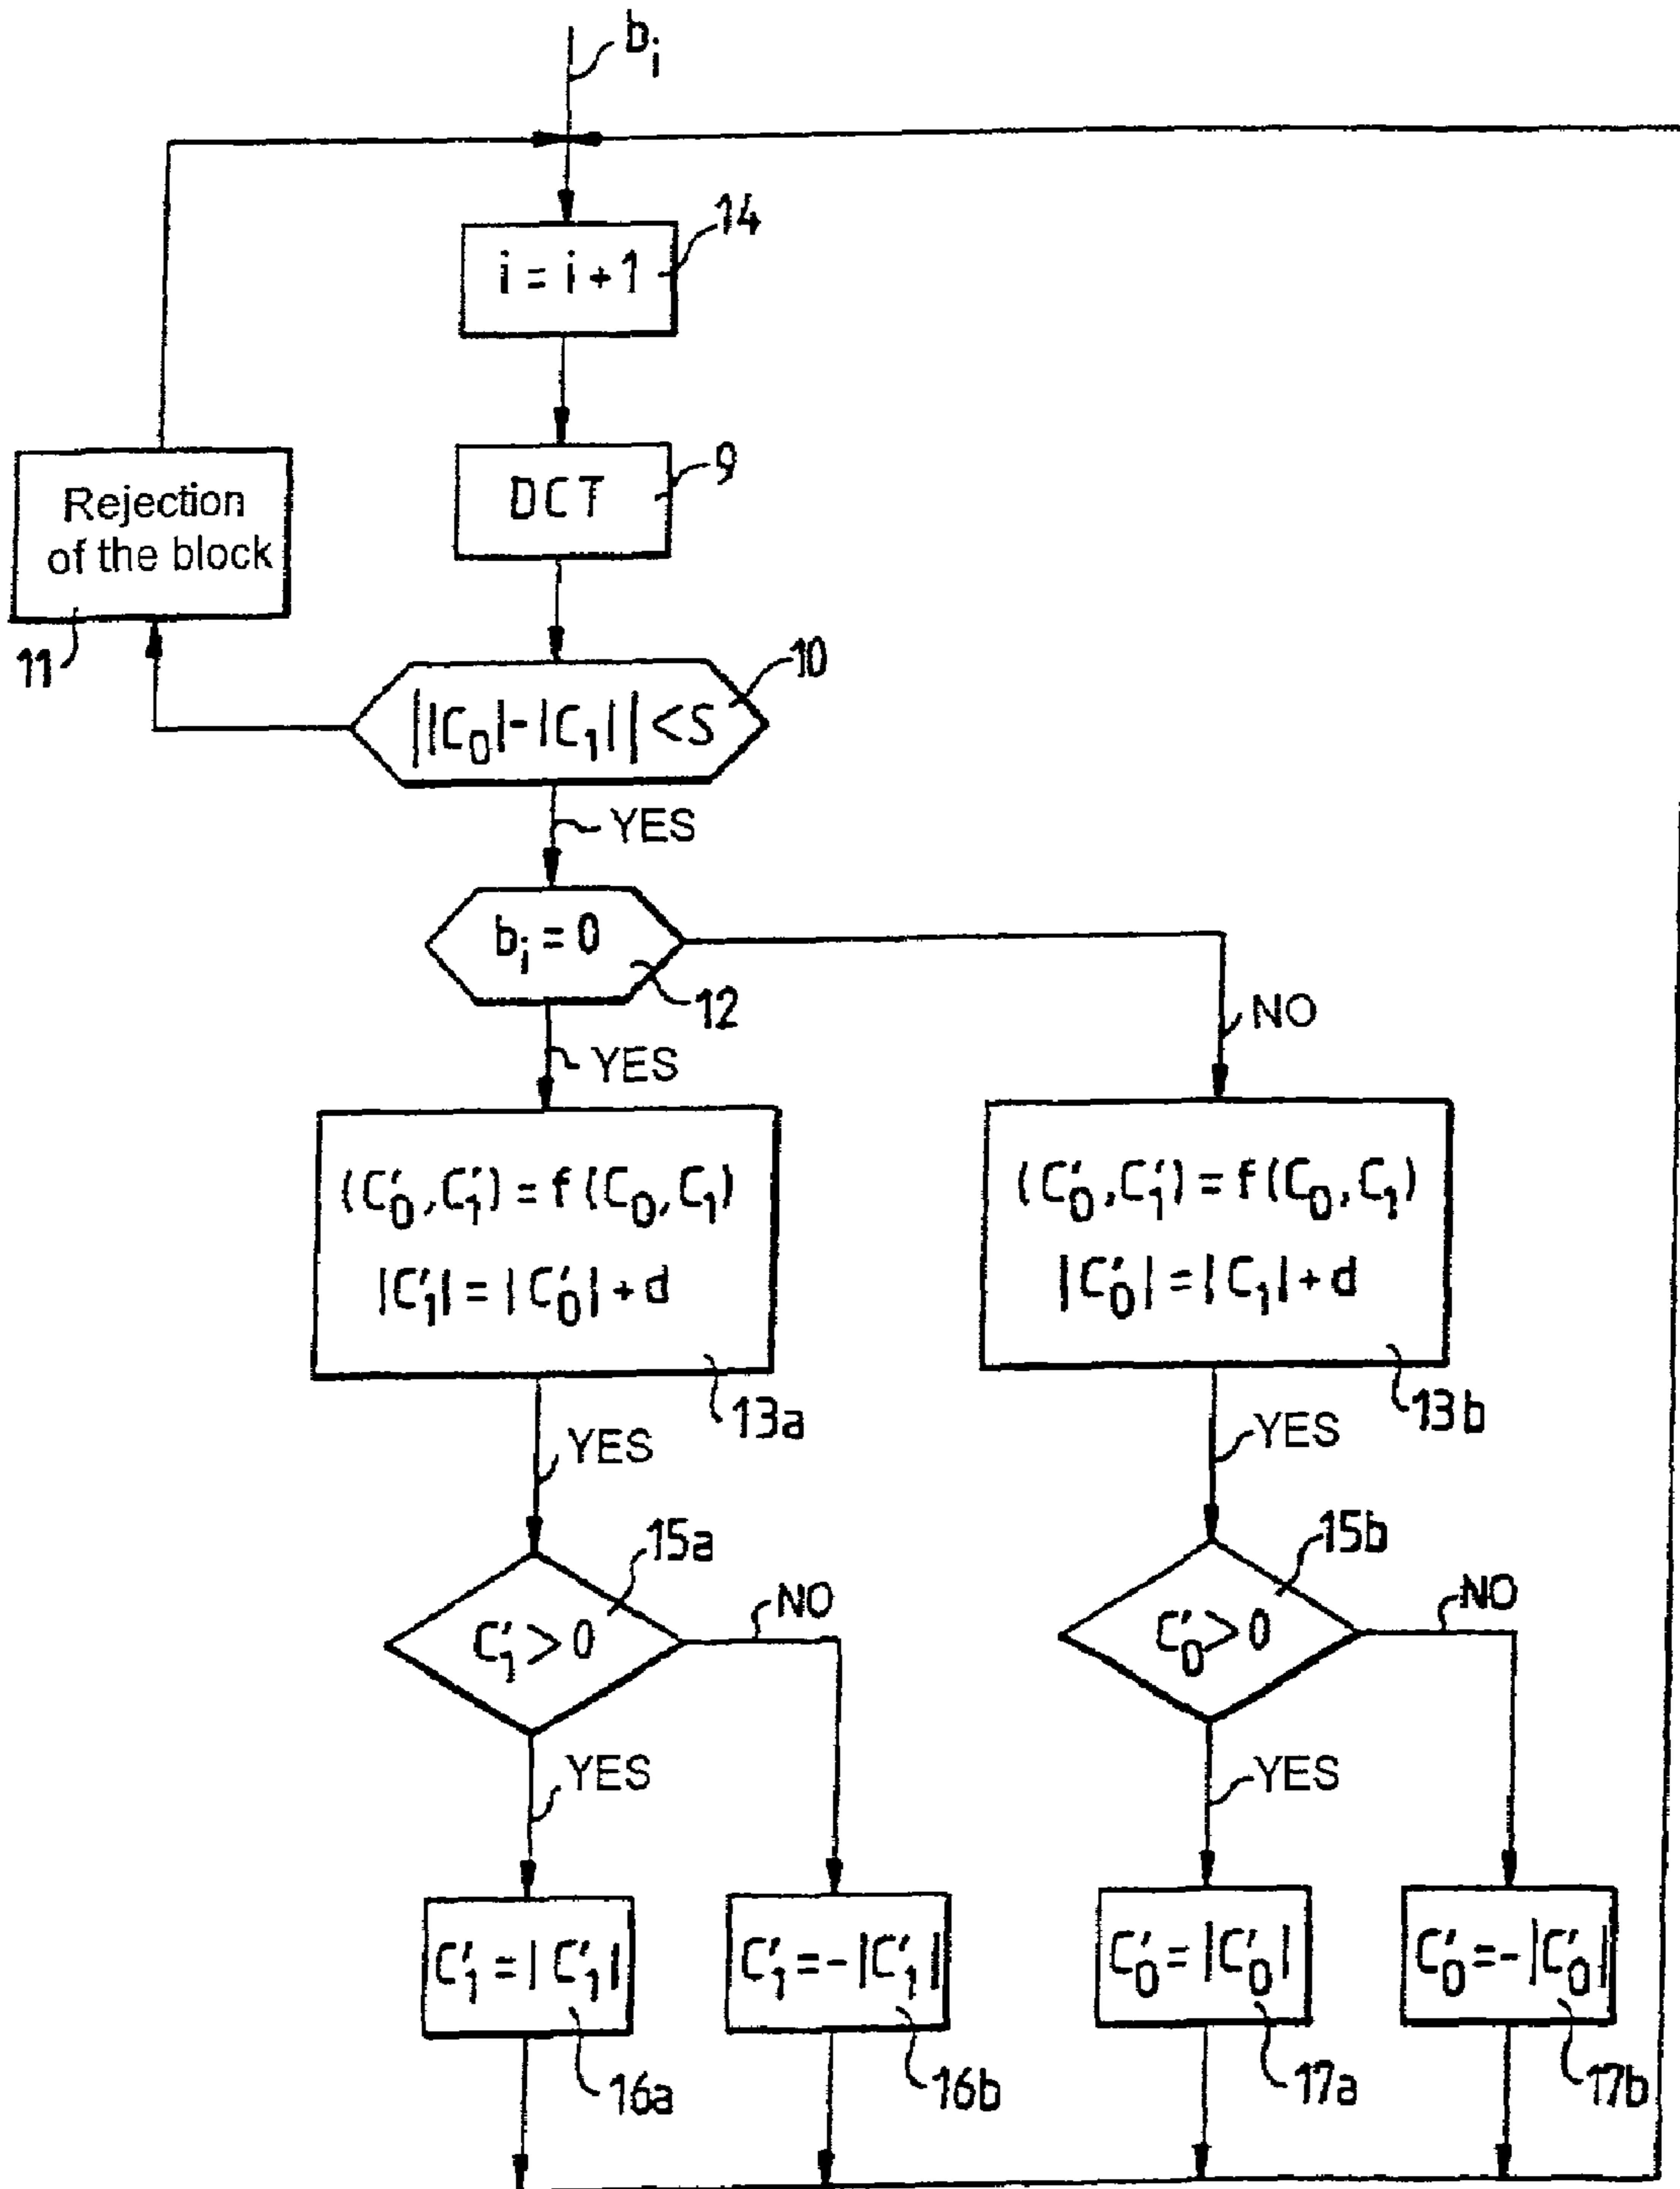 b_i
14
i = i + 1
9
DCT
Rejection
of the block
11
10
||C_0| - |C_1|| < S
YES
b_i = 0
12
NO
YES
(C'_0, C'_1) = f(C_0, C_1)
|C'_1| = |C'_0| + d
13a
(C'_0, C'_1) = f(C_0, C_1)
|C'_0| = |C_1| + d
13b
YES
YES
15a
C'_1 > 0
NO
15b
C'_0 > 0
NO
YES
YES
C'_1 = |C'_1|
16a
C'_1 = -|C'_1|
16b
C'_0 = |C'_0|
17a
C'_0 = -|C'_0|
17b